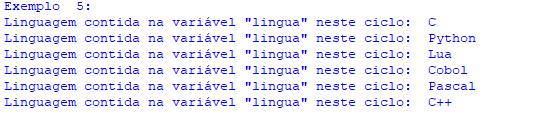 Exemplo  5:
Linguagem contida na variável "lingua" neste ciclo:  C
Linguagem contida na variável "lingua" neste ciclo:  Python
Linguagem contida na variável "lingua" neste ciclo:  Lua
Linguagem contida na variável "lingua" neste ciclo:  Cobol
Linguagem contida na variável "lingua" neste ciclo:  Pascal
Linguagem contida na variável "lingua" neste ciclo:  C++